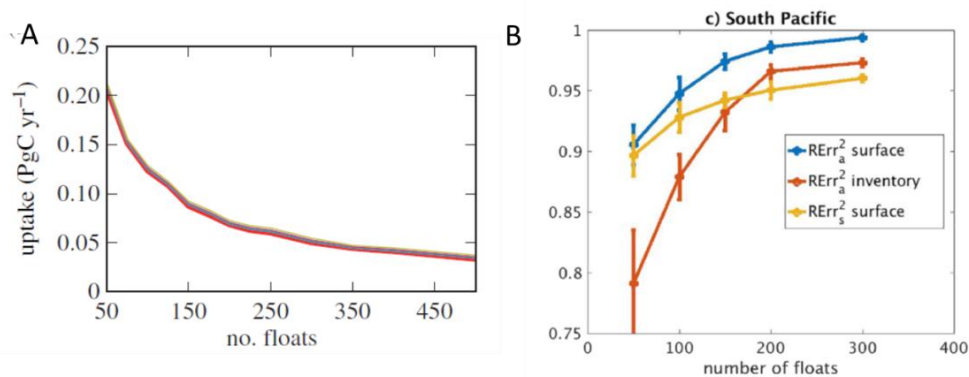 A
0.25
0.20
0.15
0.10
0.05
0
uptake (PgC yr⁻¹)
50 150 250 350 450
no. floats
B
c) South Pacific
1
0.95
0.9
0.85
0.8
0.75
RErr²ₐ surface
RErr²ₐ inventory
RErr²ₛ surface
0 100 200 300 400
number of floats